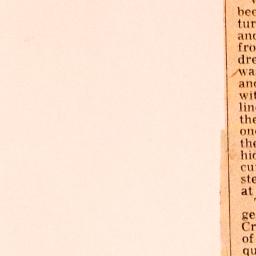 bee
tur
and
fro
dre
wa
and
wit
lin
the
one
the
hic
cu
ste
at
ge
Cr
of
qu